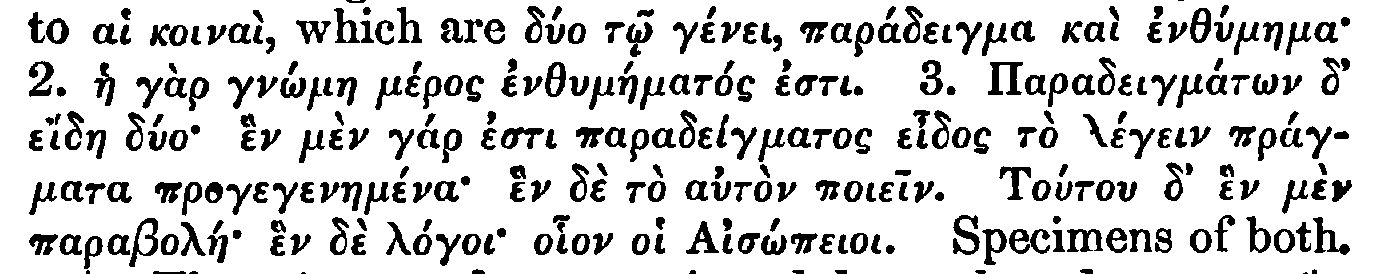 to αἱ κοιναὶ, which are δύο τῷ γένει, παράδειγμα καὶ ἐνθύμημα·
2. ἡ γὰρ γνώμη μέρος ἐνθυμήματός ἐστι. 3. Παραδειγμάτων δ'
εἴδη δύο· ἓν μὲν γάρ ἐστι παραδείγματος εἶδος τὸ λέγειν πράγ-
ματα προγεγενημένα· ἓν δὲ τὸ αὐτὸν ποιεῖν. Τούτου δ' ἓν μὲν
παραβολή· ἓν δὲ λόγοι· οἷον οἱ Αἰσώπειοι. Specimens of both.